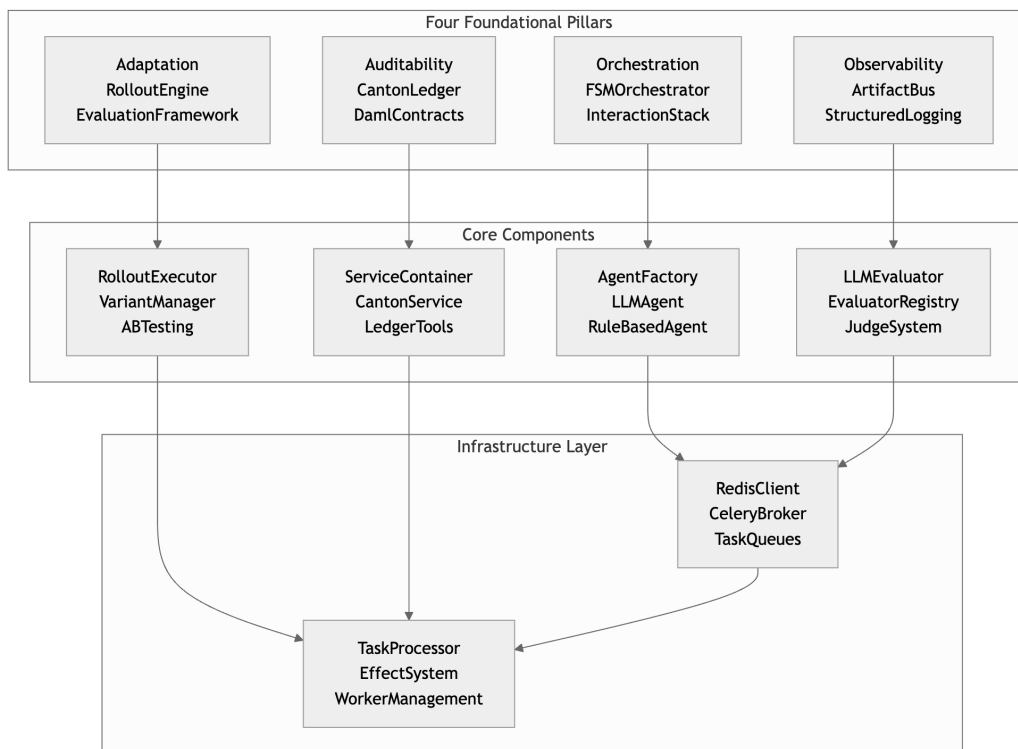 Four Foundational Pillars
Adaptation
RolloutEngine
EvaluationFramework
Auditability
CantonLedger
DamlContracts
Orchestration
FSMOrchestrator
InteractionStack
Observability
ArtifactBus
StructuredLogging
Core Components
RolloutExecutor
VariantManager
ABTesting
ServiceContainer
CantonService
LedgerTools
AgentFactory
LLMAgent
RuleBasedAgent
LLMEvaluator
EvaluatorRegistry
JudgeSystem
Infrastructure Layer
RedisClient
CeleryBroker
TaskQueues
TaskProcessor
EffectSystem
WorkerManagement